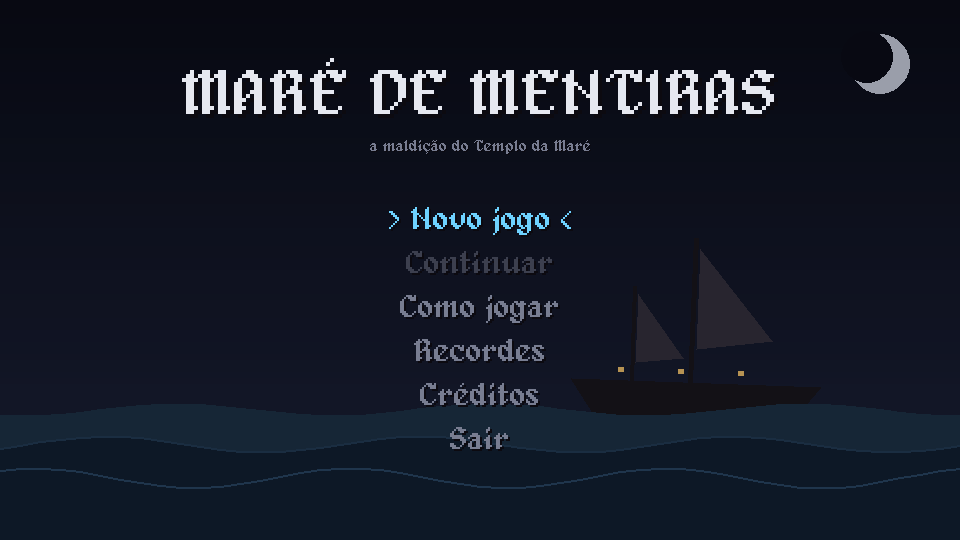 MARÉ DE MENTIRAS
a maldição do Templo da Maré
> Novo jogo <
Continuar
Como jogar
Recordes
Créditos
Sair